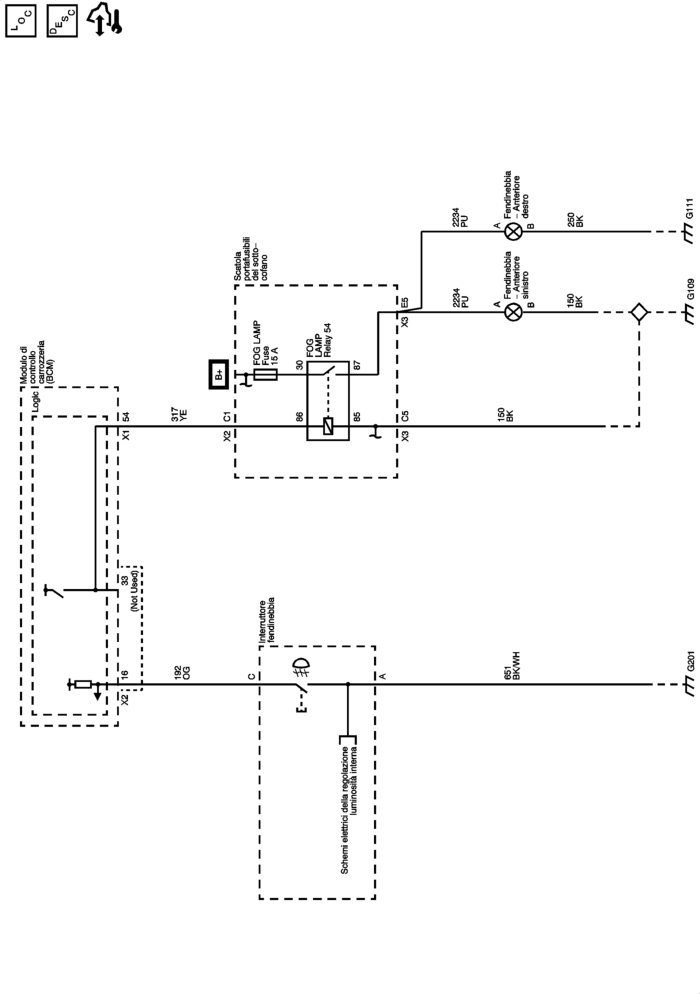 LOC
DESC
Modulo di
controllo
carrozzeria
(BCM)
Logic
16
X2
33
(Not Used)
54
X1
192
OG
317
YE
Interruttore
fendinebbia
C
A
Schemi elettrici della regolazione
luminosità interna
651
BK/WH
G201
Scatola
portafusibili
del sotto–
cofano
B+
FOG LAMP
Fuse
15 A
X2
C1
86
30
FOG
LAMP
Relay 54
85
87
X3
C5
X3
E5
150
BK
2234
PU
2234
PU
A
Fendinebbia
– Anteriore
sinistro
B
A
Fendinebbia
– Anteriore
destro
B
150
BK
250
BK
G109
G111